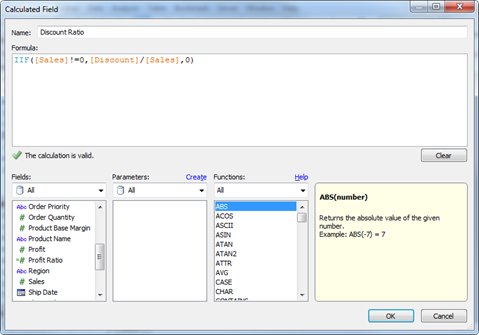 Calculated Field
Name: Discount Ratio
Formula:
IIF([Sales]!=0,[Discount]/[Sales],0)
The calculation is valid.
Clear
Fields:
All
Abc Order Priority
# Order Quantity
# Product Base Margin
Abc Product Name
# Profit
=# Profit Ratio
Abc Region
# Sales
Ship Date
Parameters: Create
All
Functions: Help
All
ABS
ACOS
ASCII
ASIN
ATAN
ATAN2
ATTR
AVG
CASE
CHAR
CONTAINS
ABS(number)
Returns the absolute value of the given
number.
Example: ABS(-7) = 7
OK Cancel